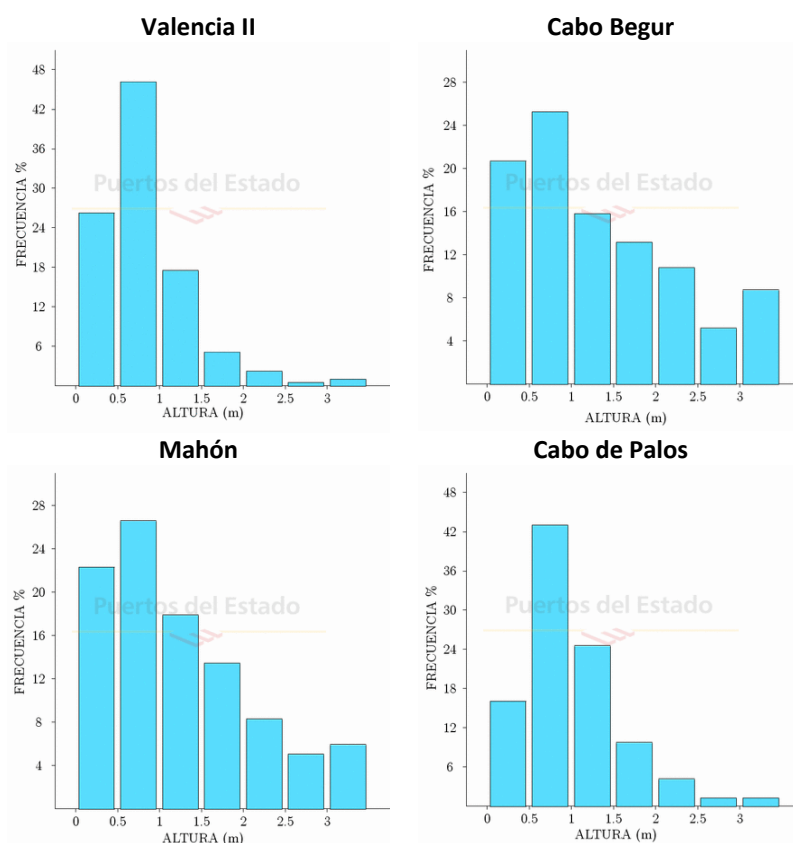 Valencia II
48
42
36
30
24
18
12
6
FRECUENCIA %
Puertos del Estado
0 0.5 1 1.5 2 2.5 3
ALTURA (m)
Cabo Begur
28
24
20
16
12
8
4
FRECUENCIA %
Puertos del Estado
0 0.5 1 1.5 2 2.5 3
ALTURA (m)
Mahón
28
24
20
16
12
8
4
FRECUENCIA %
Puertos del Estado
0 0.5 1 1.5 2 2.5 3
ALTURA (m)
Cabo de Palos
48
42
36
30
24
18
12
6
FRECUENCIA %
Puertos del Estado
0 0.5 1 1.5 2 2.5 3
ALTURA (m)